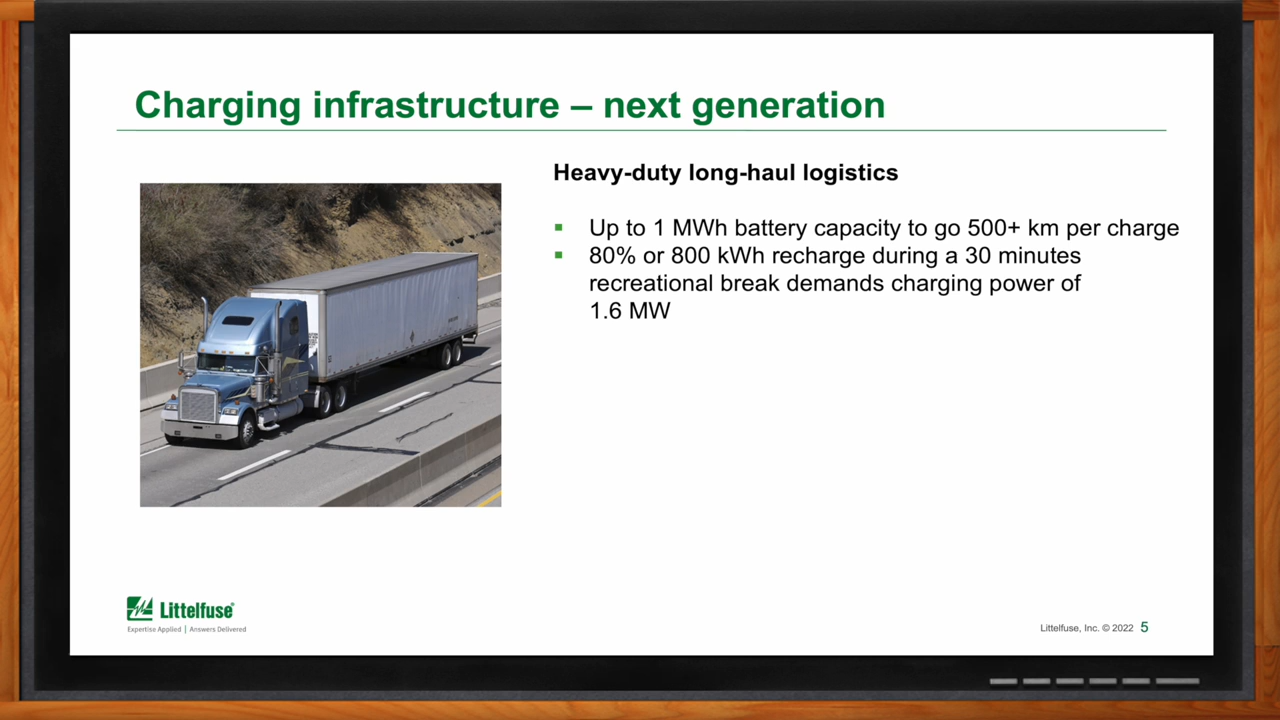 Charging infrastructure – next generation
Heavy-duty long-haul logistics
▪ Up to 1 MWh battery capacity to go 500+ km per charge
▪ 80% or 800 kWh recharge during a 30 minutes
recreational break demands charging power of
1.6 MW
Littelfuse®
Expertise Applied | Answers Delivered
Littelfuse, Inc. © 2022 5